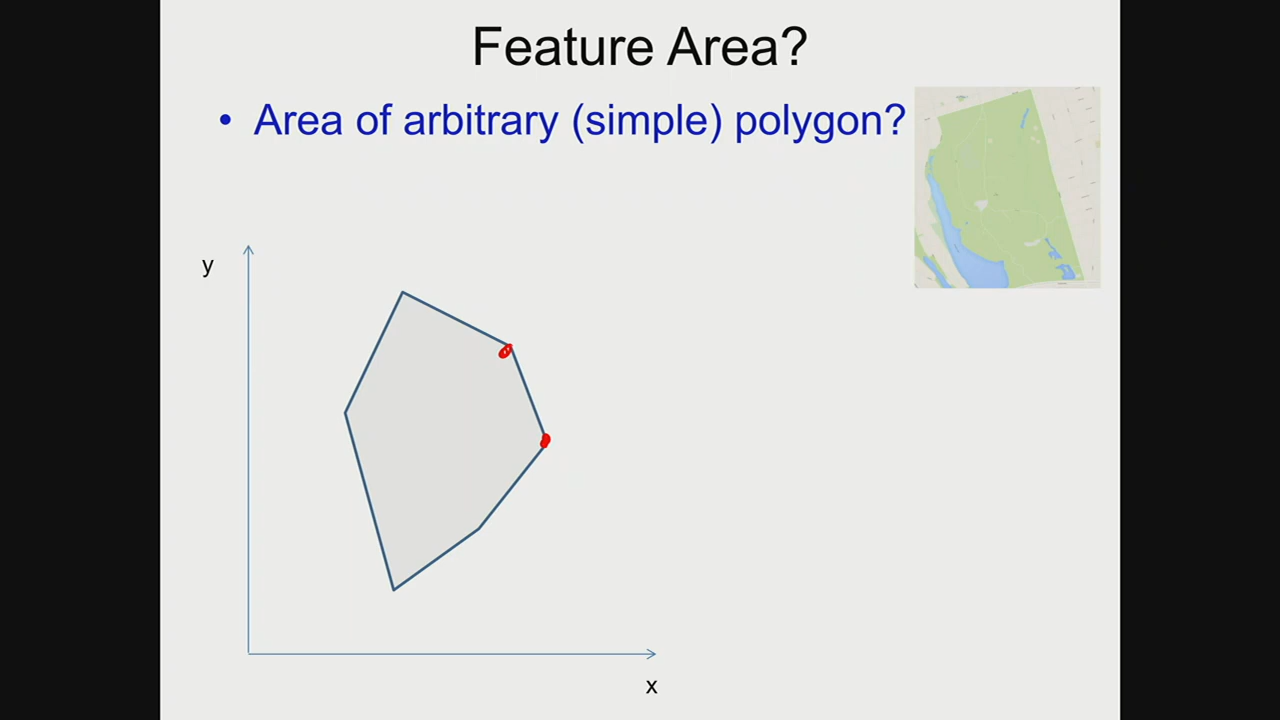 Feature Area?
• Area of arbitrary (simple) polygon?
y
x